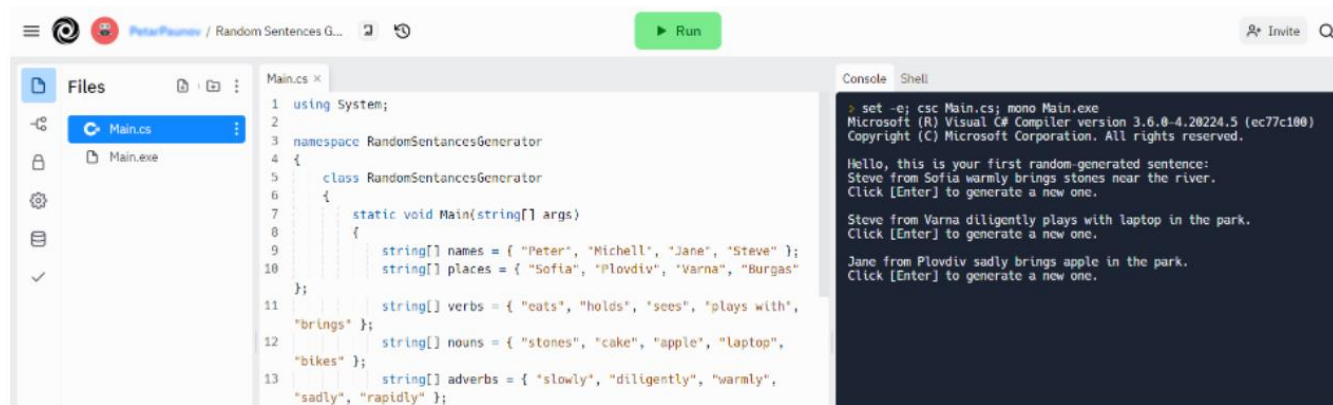 / Random Sentences G...
Run
Invite
Files
Main.cs
Main.exe
Main.cs ×
1 using System;
2
3 namespace RandomSentancesGenerator
4 {
5 class RandomSentancesGenerator
6 {
7 static void Main(string[] args)
8 {
9 string[] names = { "Peter", "Michell", "Jane", "Steve" };
10 string[] places = { "Sofia", "Plovdiv", "Varna", "Burgas"
};
11 string[] verbs = { "eats", "holds", "sees", "plays with",
"brings" };
12 string[] nouns = { "stones", "cake", "apple", "laptop",
"bikes" };
13 string[] adverbs = { "slowly", "diligently", "warmly",
"sadly", "rapidly" };
Console Shell
> set -e; csc Main.cs; mono Main.exe
Microsoft (R) Visual C# Compiler version 3.6.0-4.20224.5 (ec77c100)
Copyright (C) Microsoft Corporation. All rights reserved.
Hello, this is your first random-generated sentence:
Steve from Sofia warmly brings stones near the river.
Click [Enter] to generate a new one.
Steve from Varna diligently plays with laptop in the park.
Click [Enter] to generate a new one.
Jane from Plovdiv sadly brings apple in the park.
Click [Enter] to generate a new one.